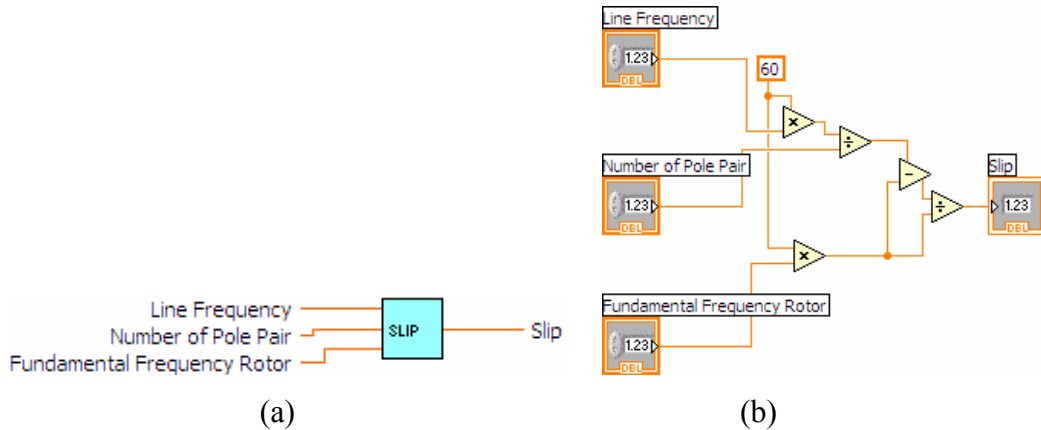 Line Frequency
Number of Pole Pair
Fundamental Frequency Rotor
SLIP
Slip
(a)
Line Frequency
1.23
DBL
60
×
÷
Number of Pole Pair
1.23
DBL
−
÷
Slip
1.23
DBL
×
Fundamental Frequency Rotor
1.23
DBL
(b)